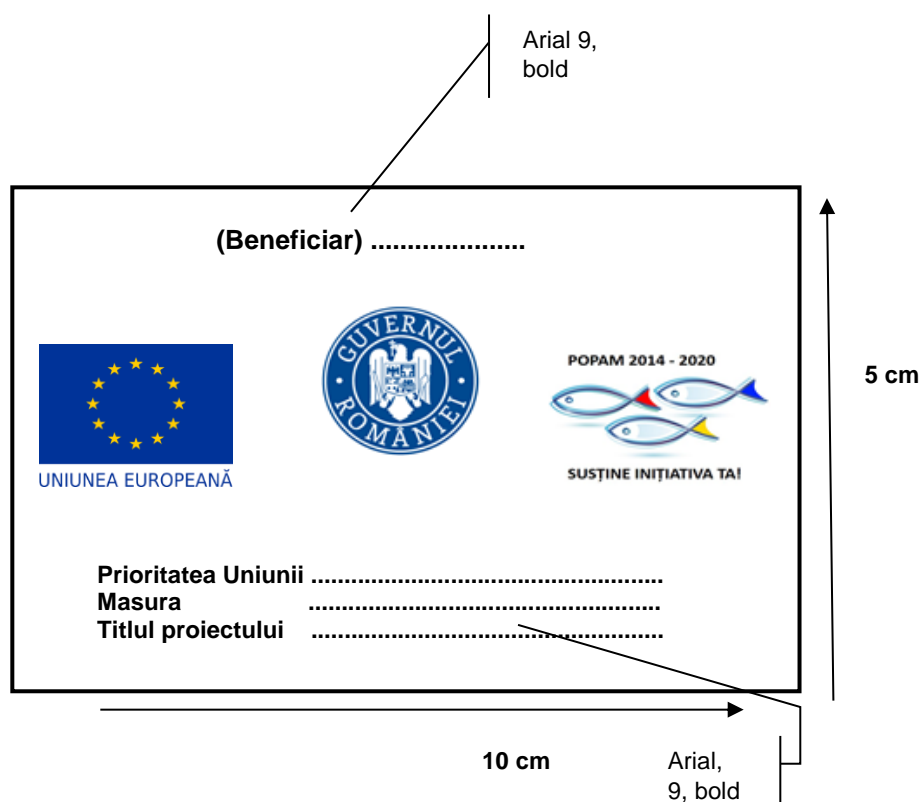 Arial 9,
bold
(Beneficiar) .....................
GUVERNUL ROMÂNIEI
UNIUNEA EUROPEANĂ
POPAM 2014 - 2020
SUSȚINE INIȚIATIVA TA!
5 cm
Prioritatea Uniunii .....................................................
Masura .....................................................
Titlul proiectului .....................................................
10 cm
Arial,
9, bold